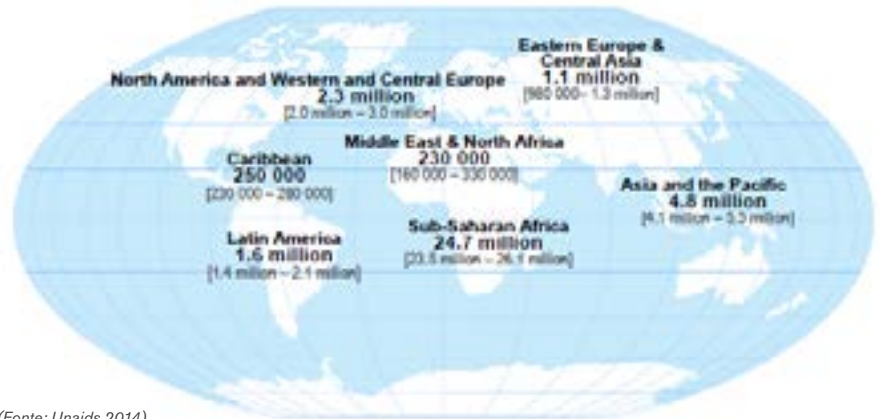 Eastern Europe &
Central Asia
1.1 million
[980 000– 1.3 million]
North America and Western and Central Europe
2.3 million
[2.0 million – 3.0 million]
Middle East & North Africa
230 000
[160 000 – 330 000]
Caribbean
250 000
[230 000 – 280 000]
Asia and the Pacific
4.8 million
[4.1 million – 5.5 million]
Sub-Saharan Africa
24.7 million
[23.5 million – 26.1 million]
Latin America
1.6 million
[1.4 million – 2.1 million]
(Fonte: Unaids 2014)